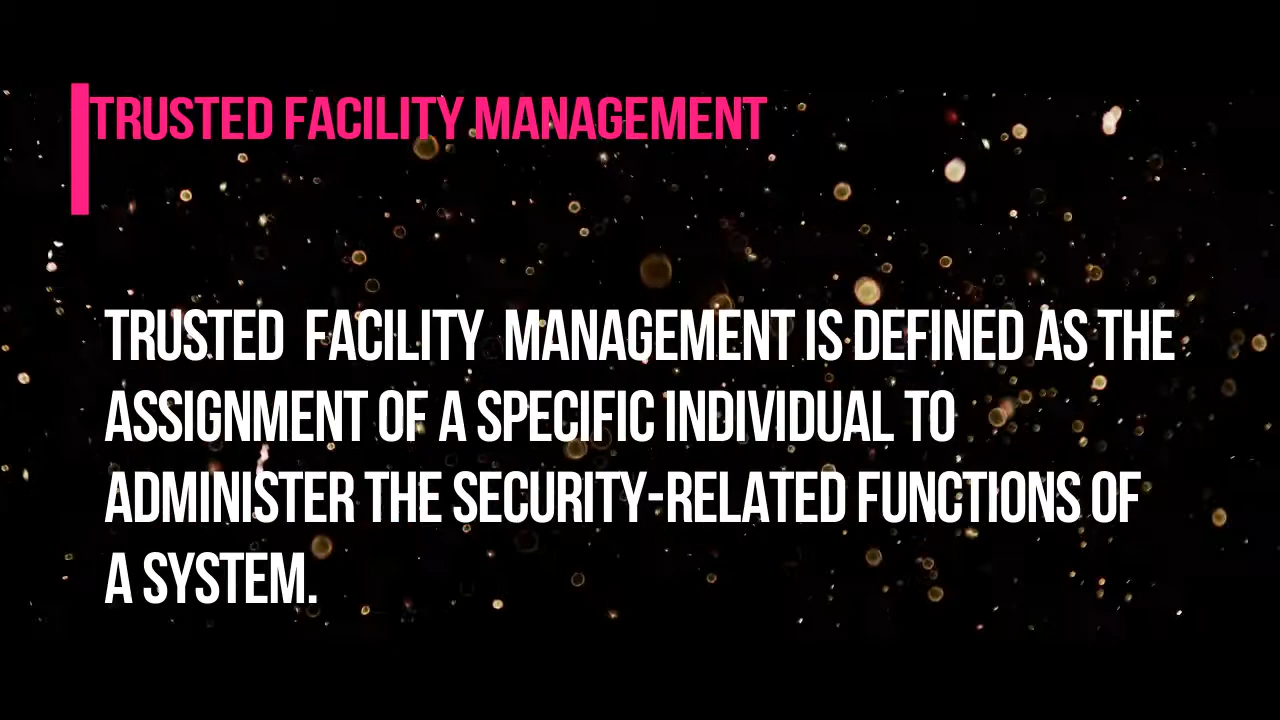 TRUSTED FACILITY MANAGEMENT
TRUSTED FACILITY MANAGEMENT IS DEFINED AS THE
ASSIGNMENT OF A SPECIFIC INDIVIDUAL TO
ADMINISTER THE SECURITY-RELATED FUNCTIONS OF
A SYSTEM.